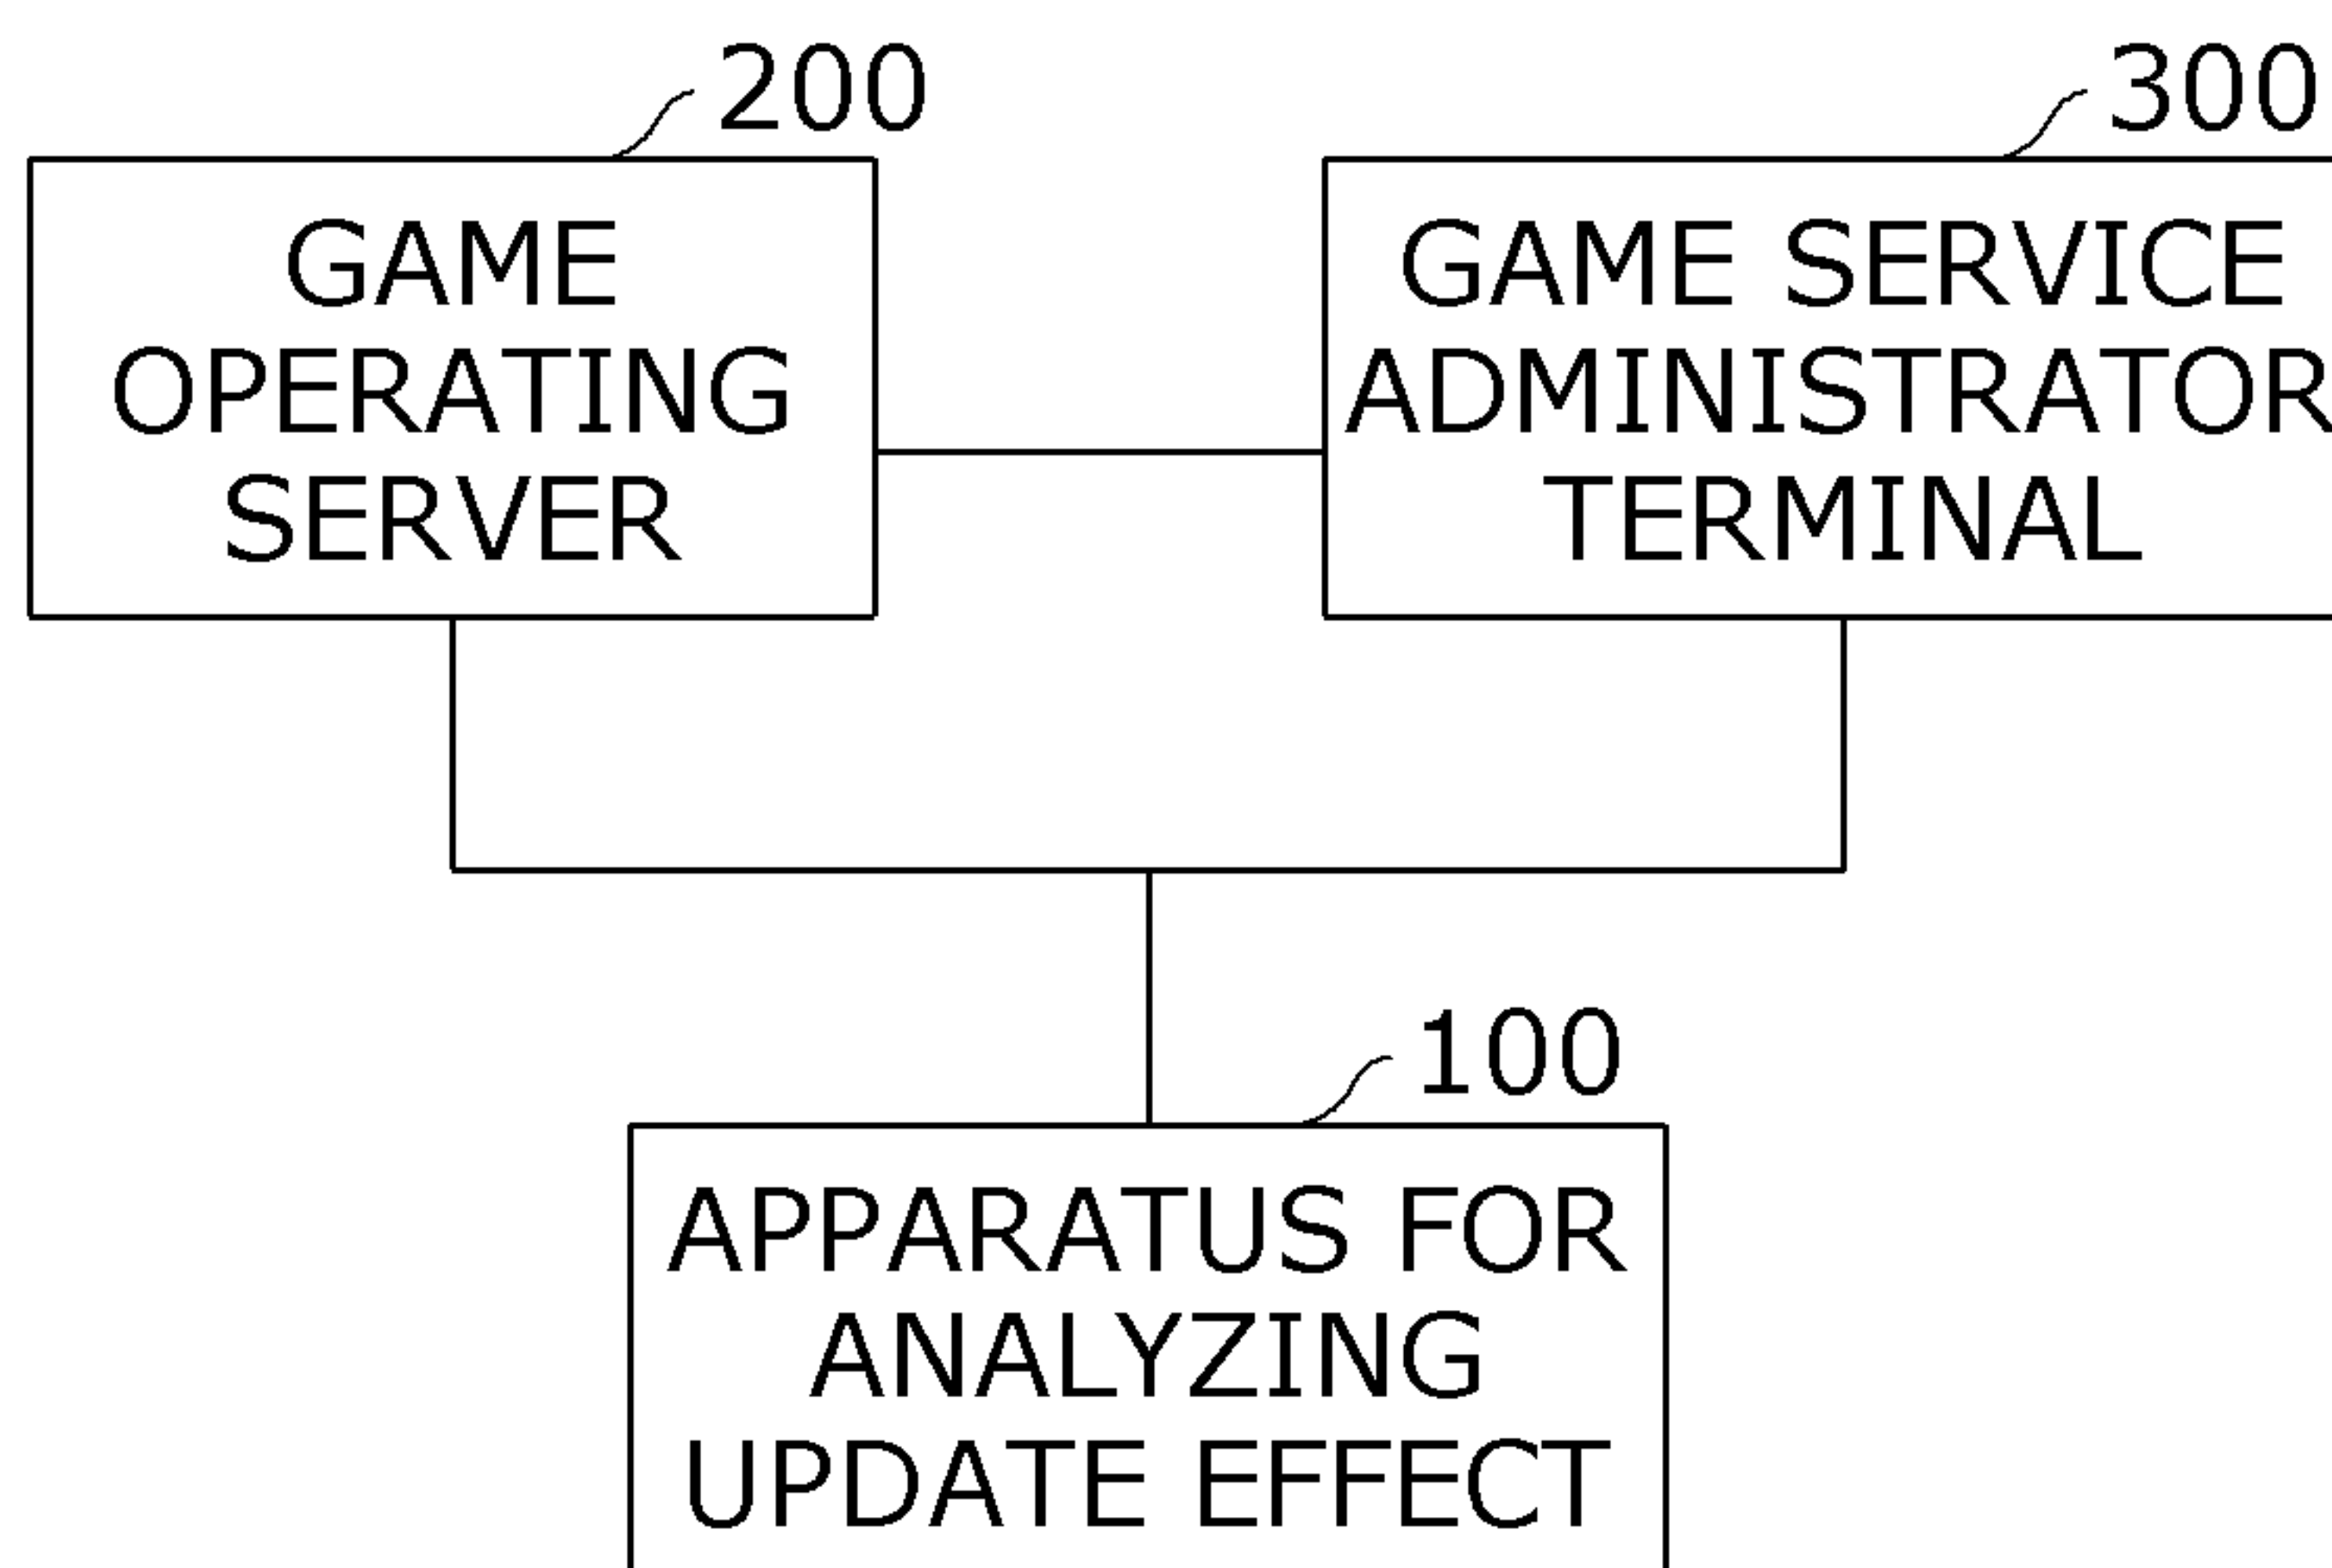 200
300
GAME
OPERATING
SERVER
GAME SERVICE
ADMINISTRATOR
TERMINAL
100
APPARATUS FOR
ANALYZING
UPDATE EFFECT